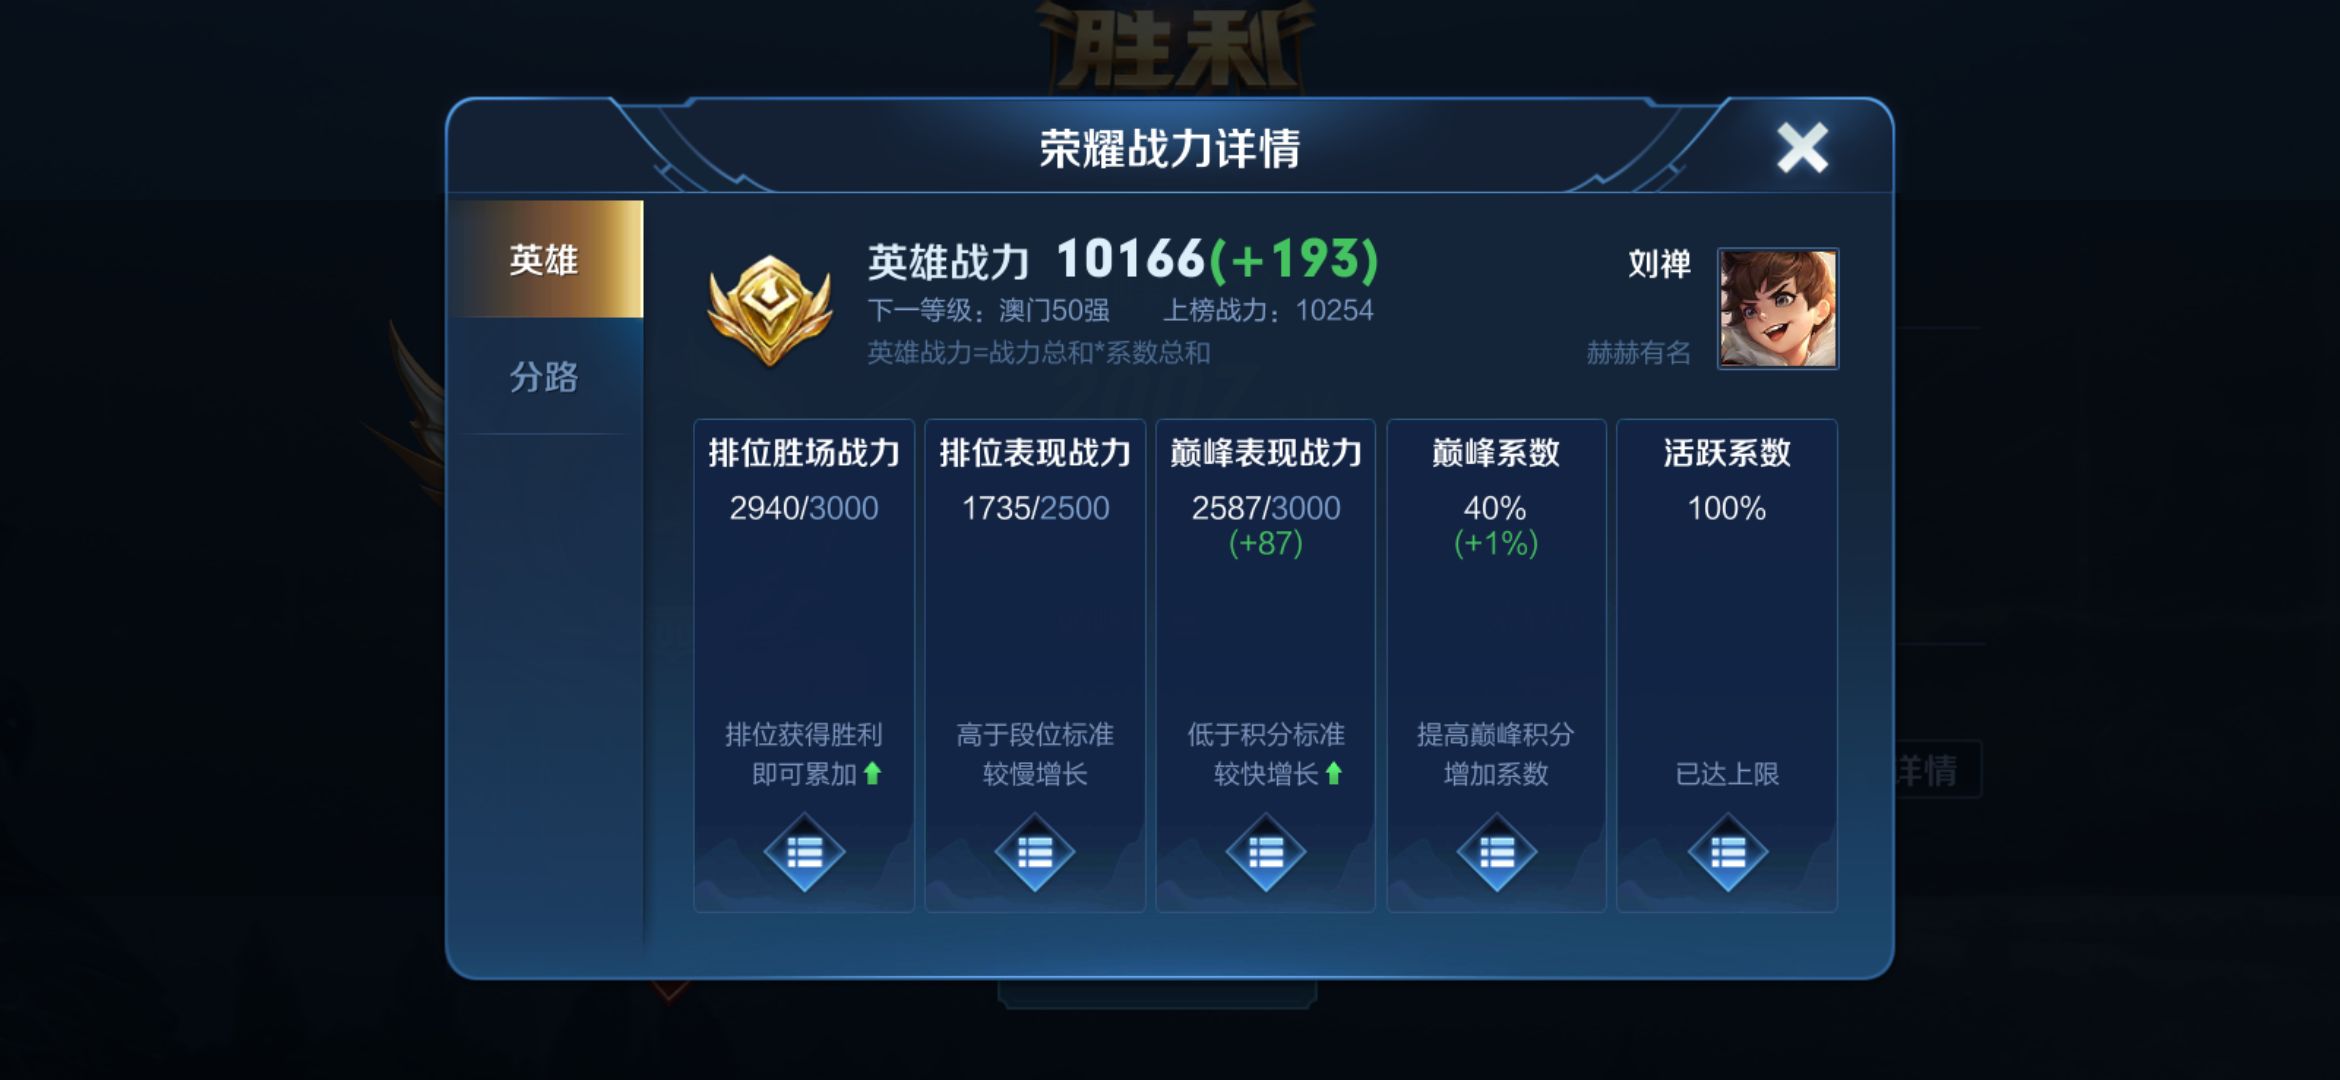 胜利
荣耀战力详情
英雄
分路
英雄战力 10166(+193)
下一等级：澳门50强 上榜战力：10254
英雄战力=战力总和*系数总和
刘禅
赫赫有名
排位胜场战力
2940/3000
排位获得胜利
即可累加
排位表现战力
1735/2500
高于段位标准
较慢增长
巅峰表现战力
2587/3000
(+87)
低于积分标准
较快增长
巅峰系数
40%
(+1%)
提高巅峰积分
增加系数
活跃系数
100%
已达上限
详情